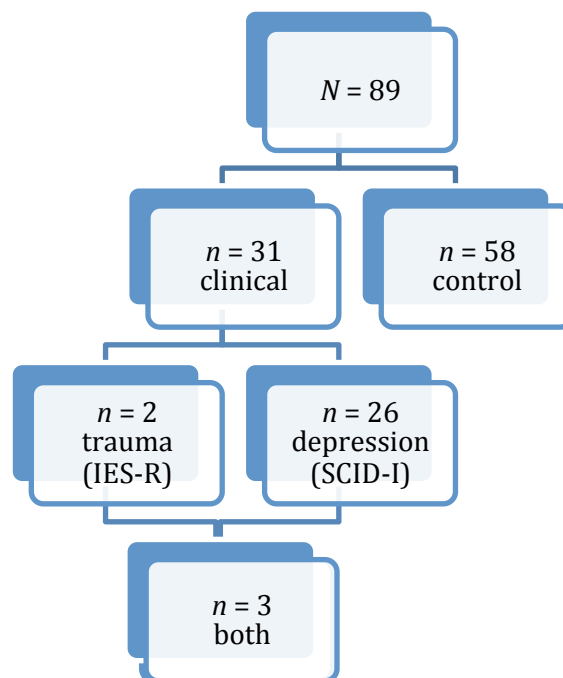 N = 89
n = 31
clinical
n = 58
control
n = 2
trauma
(IES-R)
n = 26
depression
(SCID-I)
n = 3
both